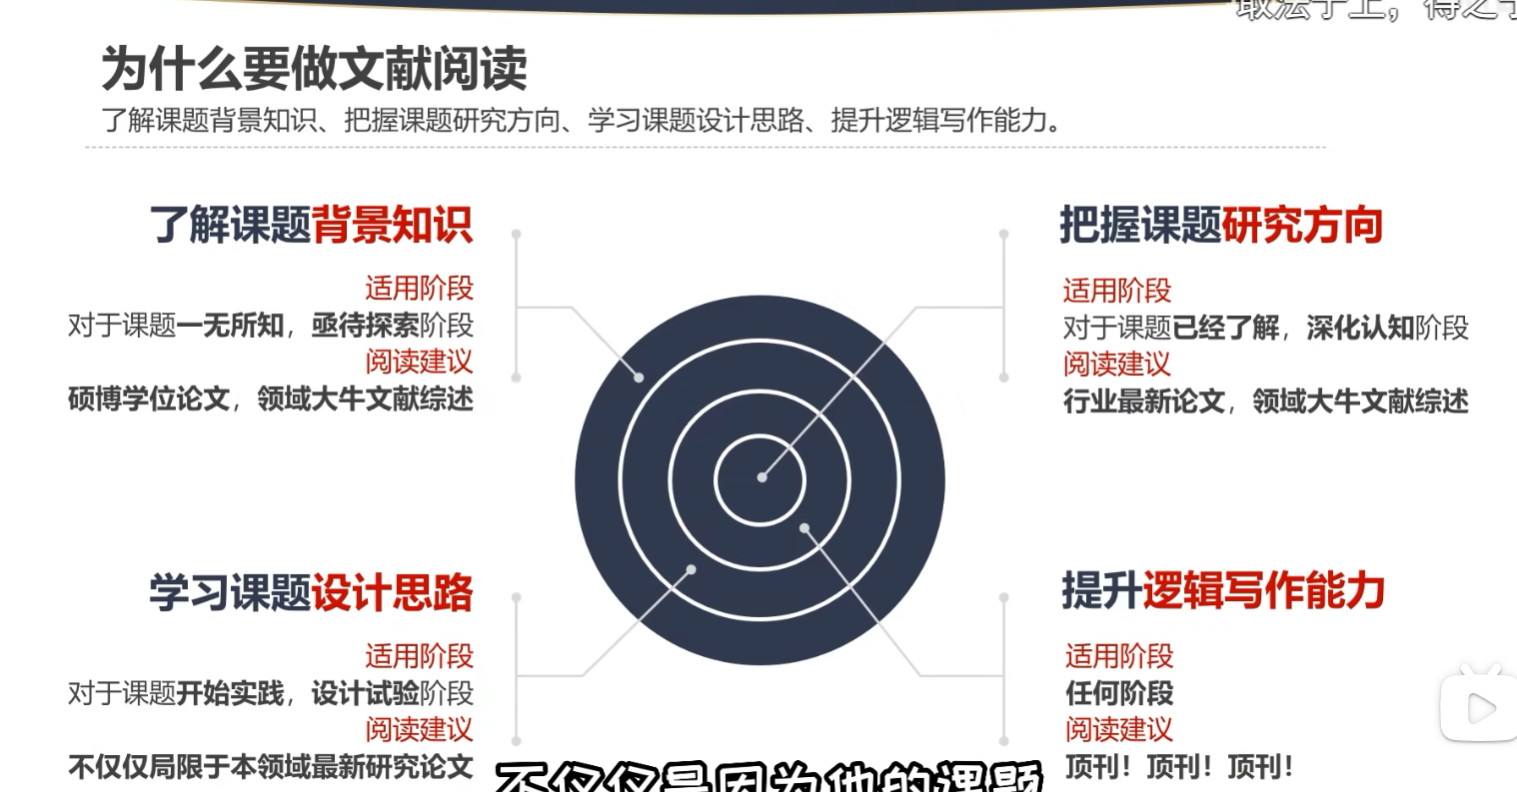 取法于上，得之于
为什么要做文献阅读
了解课题背景知识、把握课题研究方向、学习课题设计思路、提升逻辑写作能力。
了解课题背景知识
适用阶段
对于课题一无所知，亟待探索阶段
阅读建议
硕博学位论文，领域大牛文献综述
把握课题研究方向
适用阶段
对于课题已经了解，深化认知阶段
阅读建议
行业最新论文，领域大牛文献综述
学习课题设计思路
适用阶段
对于课题开始实践，设计试验阶段
阅读建议
不仅仅局限于本领域最新研究论文
提升逻辑写作能力
适用阶段
任何阶段
阅读建议
顶刊！顶刊！顶刊！
不仅仅是因为他的课题